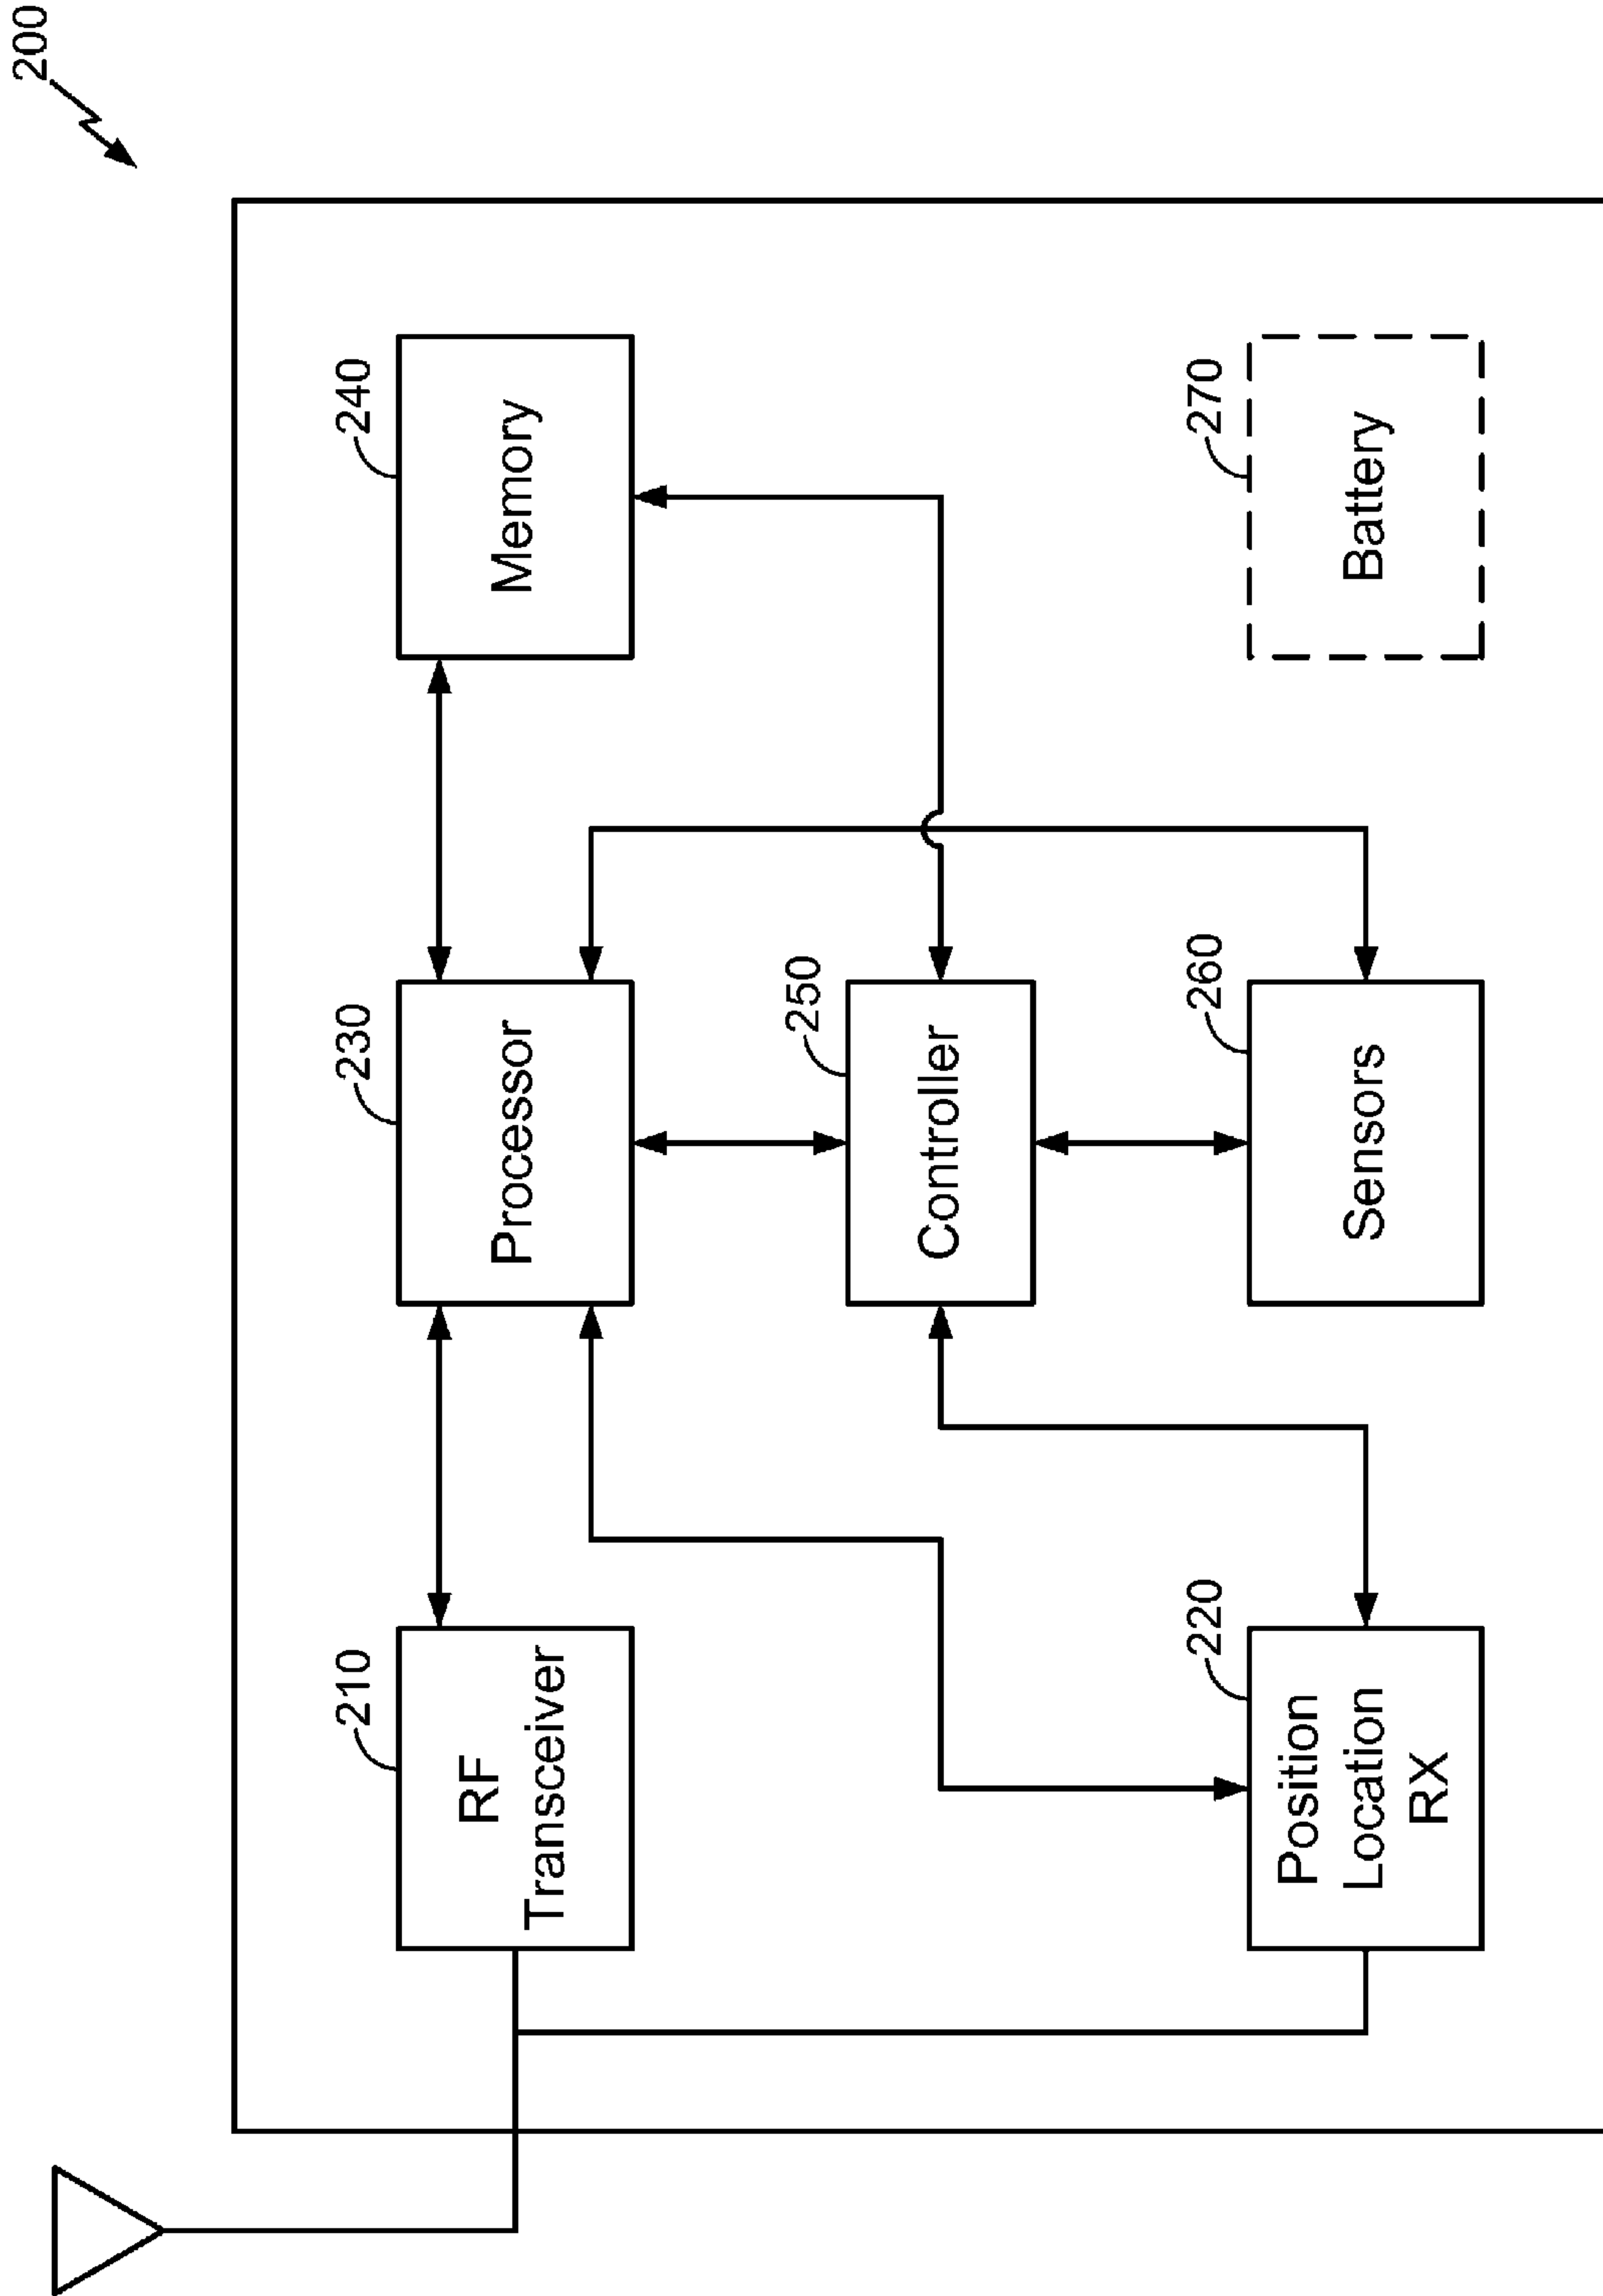 200
210
RF
Transceiver
230
Processor
240
Memory
250
Controller
220
Position
Location
RX
260
Sensors
270
Battery